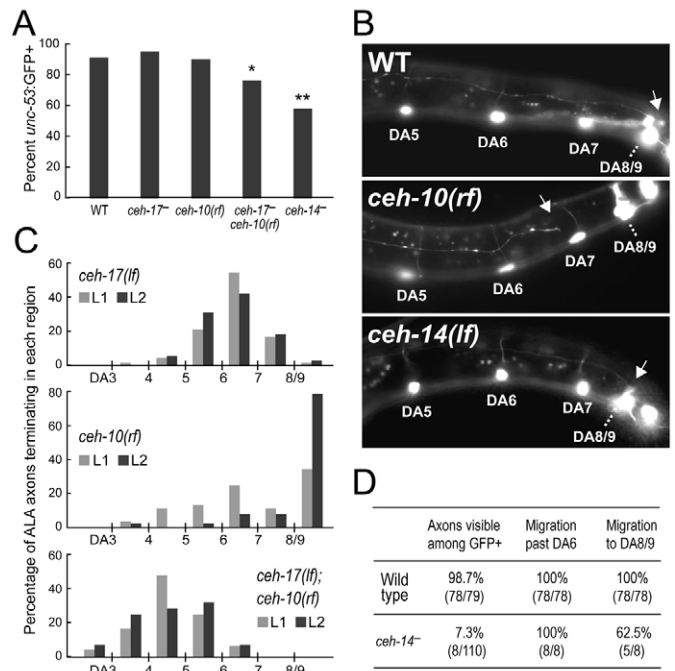 A
Percent unc-53:GFP+
100
80
60
40
20
0
*
**
WT
ceh-17–
ceh-10(rf)
ceh-17–
ceh-10(rf)
ceh-14–
B
WT
DA5
DA6
DA7
DA8/9
ceh-10(rf)
DA5
DA6
DA7
DA8/9
ceh-14(lf)
DA5
DA6
DA7
DA8/9
C
Percentage of ALA axons terminating in each region
60
40
20
0
ceh-17(lf)
L1 L2
DA3 4 5 6 7 8/9
80
60
40
20
0
ceh-10(rf)
L1 L2
DA3 4 5 6 7 8/9
60
40
20
0
ceh-17(lf);
ceh-10(rf)
L1 L2
DA3 4 5 6 7 8/9
D
Axons visible among GFP+
Migration past DA6
Migration to DA8/9
Wild type
98.7%
(78/79)
100%
(78/78)
100%
(78/78)
ceh-14–
7.3%
(8/110)
100%
(8/8)
62.5%
(5/8)